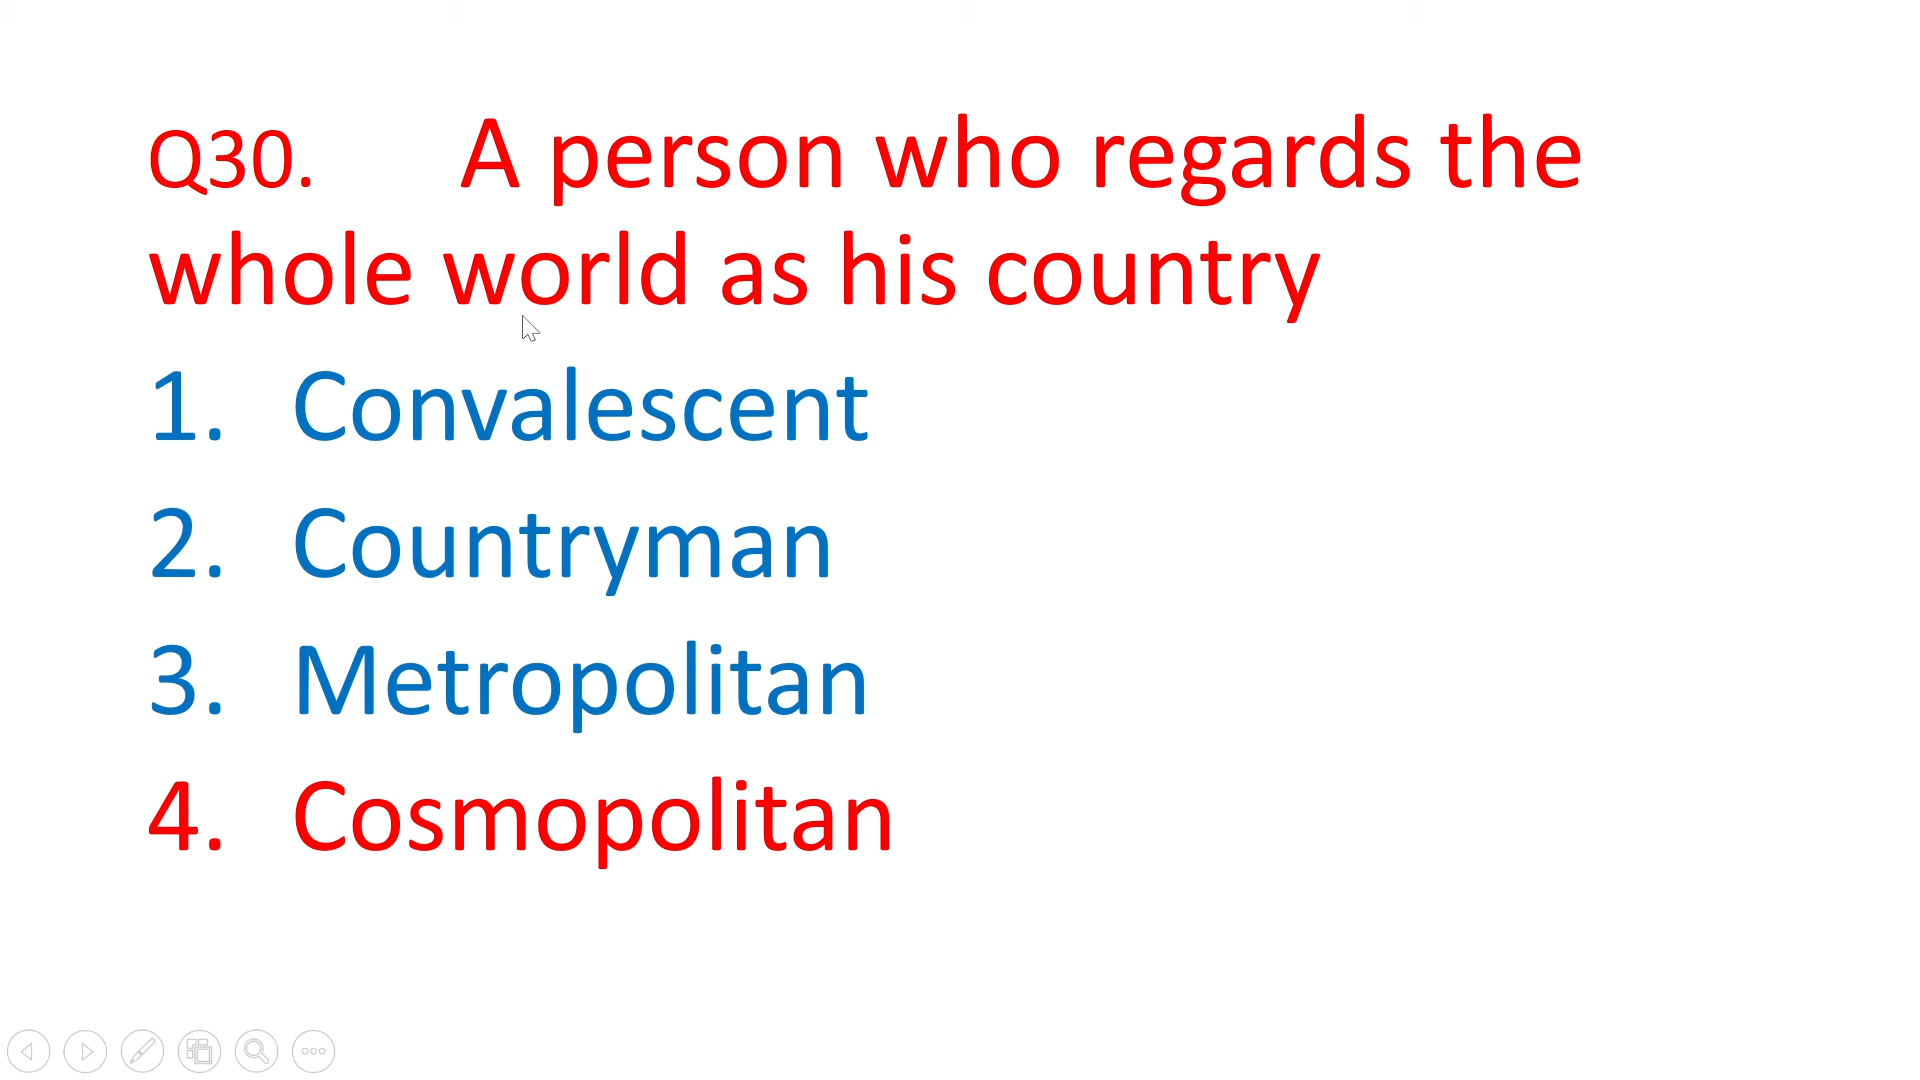 Q30. A person who regards the
whole world as his country
1. Convalescent
2. Countryman
3. Metropolitan
4. Cosmopolitan